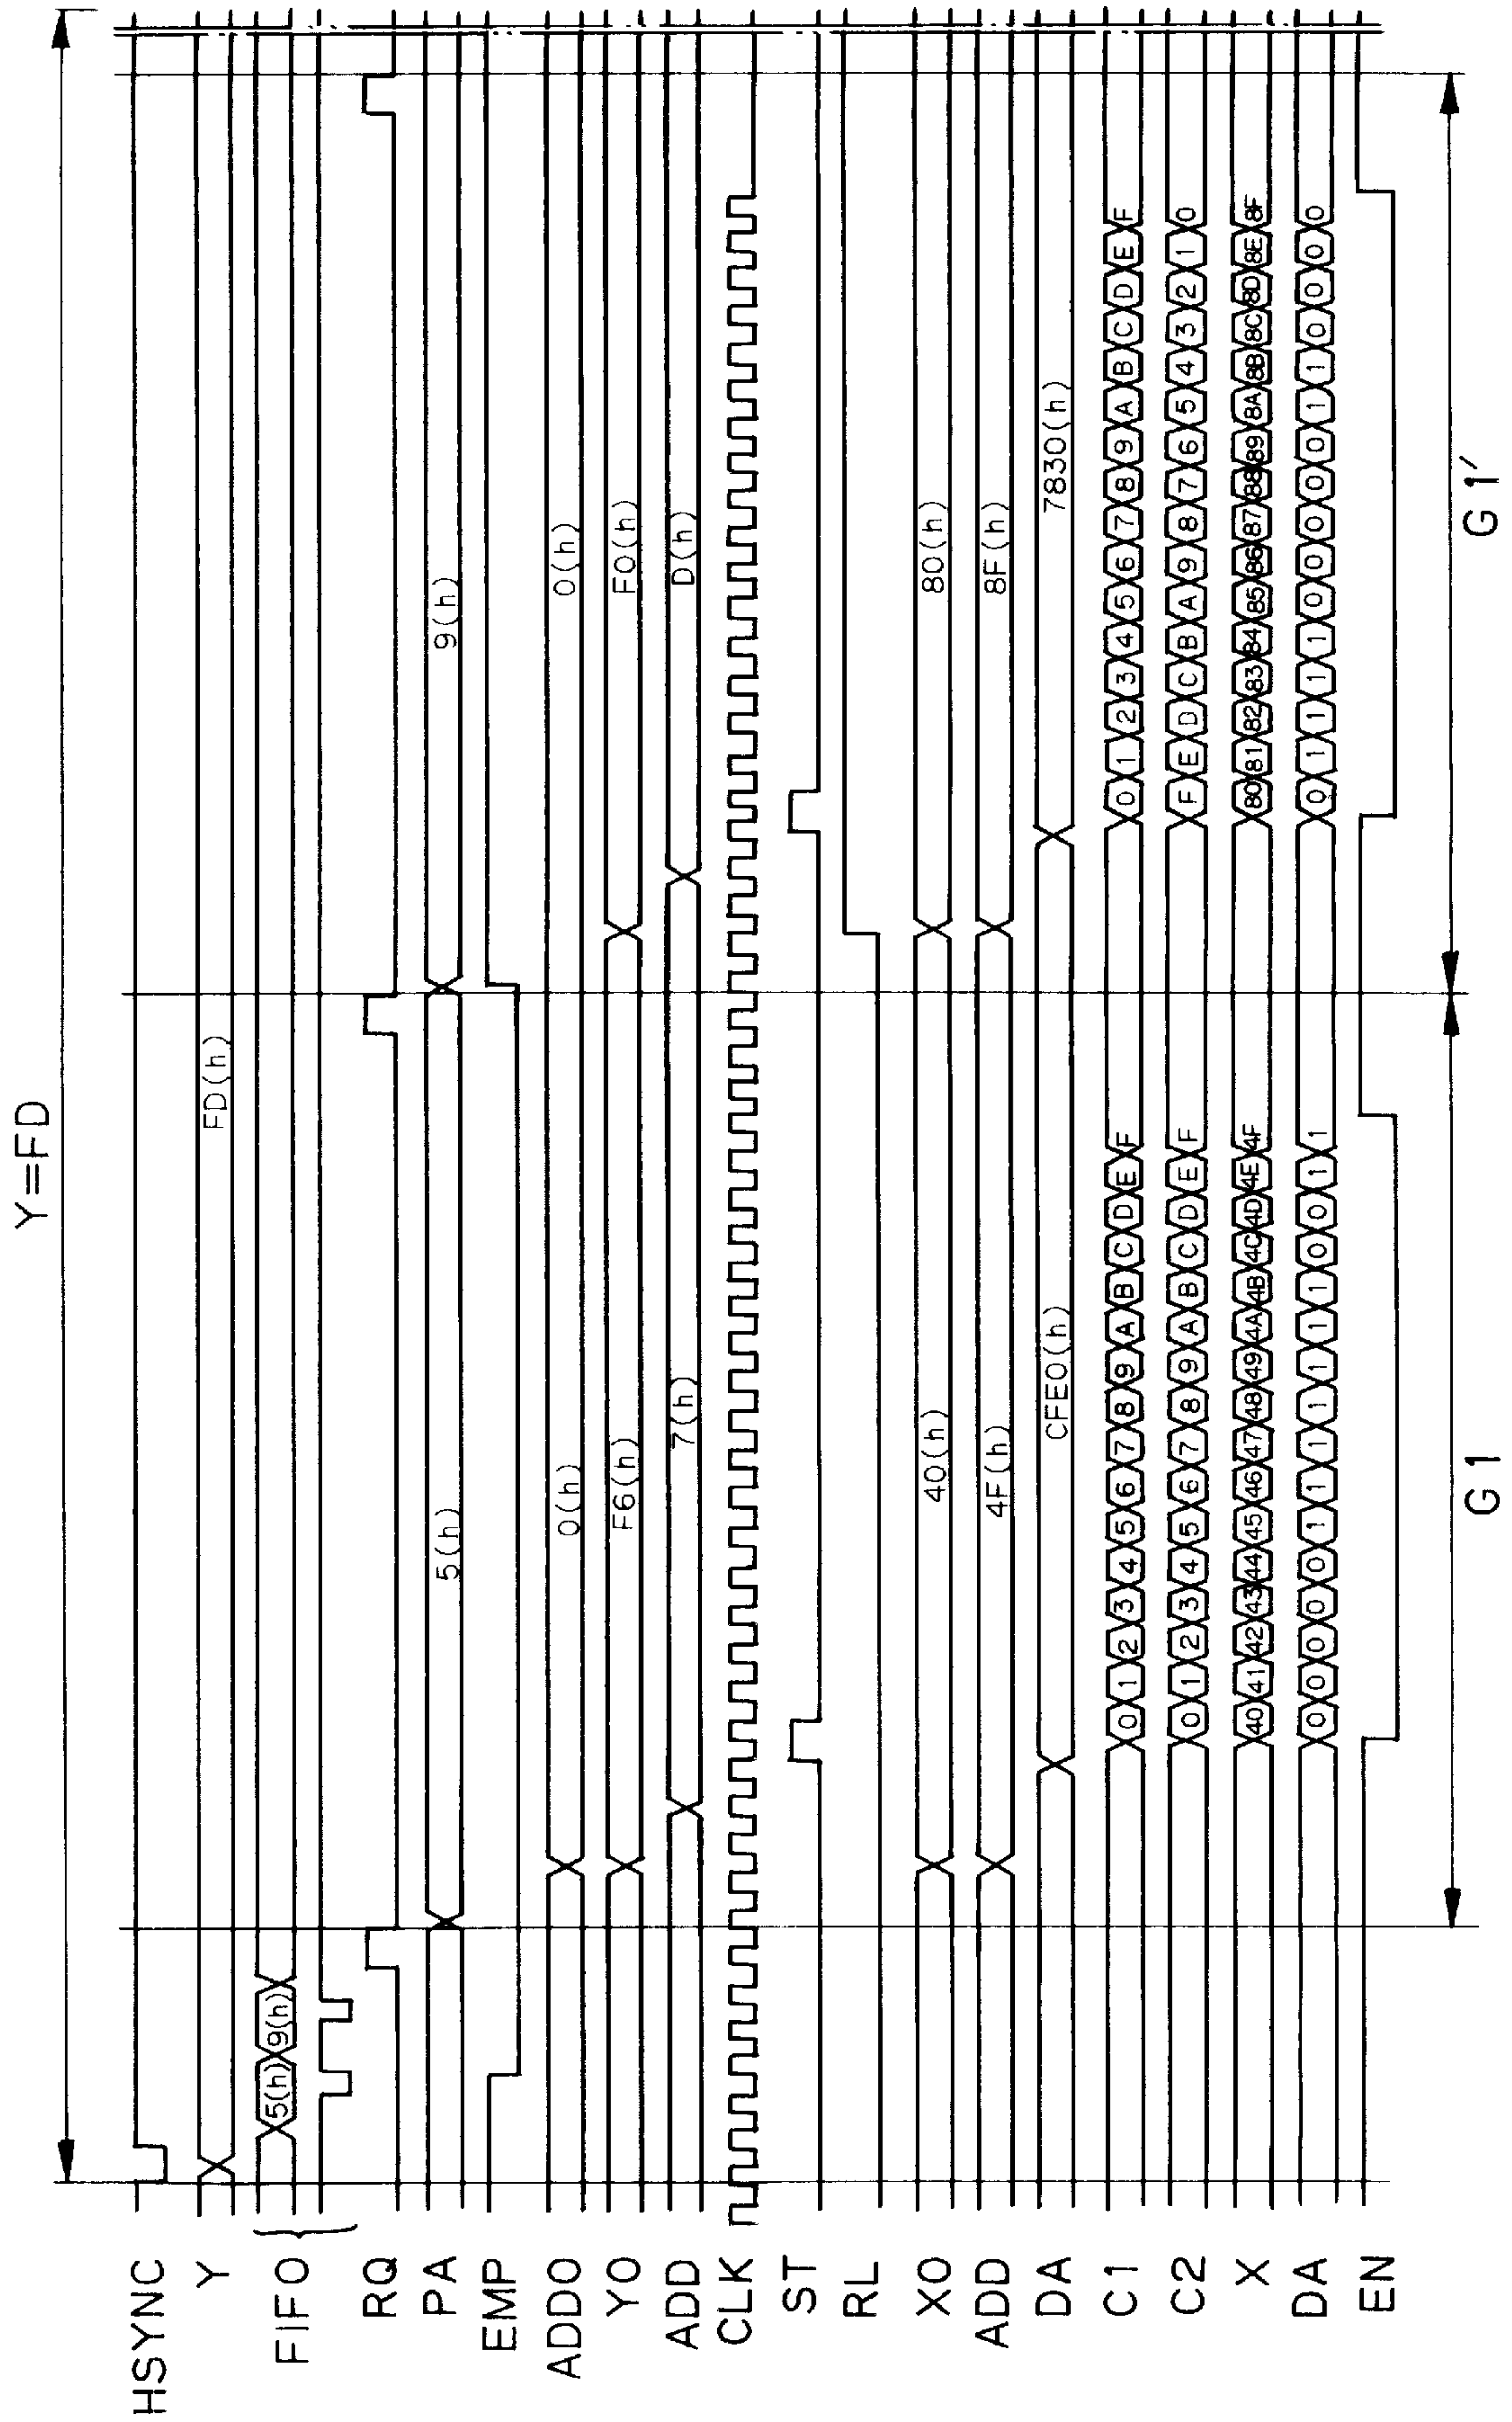 Y=FD
HSYNC
Y FD(h)
FIFO 5(h) 9(h)
RQ
PA 5(h) 9(h)
EMP
ADDO 0(h) 0(h)
YO F6(h) F0(h)
ADD 7(h) D(h)
CLK
ST
RL
XO 40(h) 80(h)
ADD 4F(h) 8F(h)
DA CFE0(h) 7830(h)
C1 0 1 2 3 4 5 6 7 8 9 A B C D E F 0 1 2 3 4 5 6 7 8 9 A B C D E F
C2 0 1 2 3 4 5 6 7 8 9 A B C D E F F E D C B A 9 8 7 6 5 4 3 2 1 0
X 40 41 42 43 44 45 46 47 48 49 4A 4B 4C 4D 4E 4F 80 81 82 83 84 85 86 87 88 89 8A 8B 8C 8D 8E 8F
DA 0 0 0 0 0 1 1 1 1 1 1 1 0 0 1 1 0 1 1 1 1 0 0 0 0 0 1 1 0 0 0 0
EN
G1 G1′